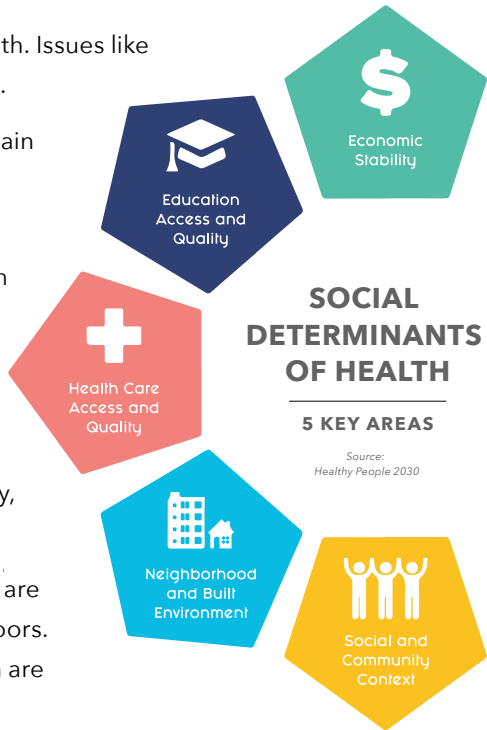 th. Issues like
.
ain
n
y,
,
are
oors.
are
$
Economic
Stability
Education
Access and
Quality
Health Care
Access and
Quality
Neighborhood
and Built
Environment
Social and
Community
Context
SOCIAL
DETERMINANTS
OF HEALTH
5 KEY AREAS
Source:
Healthy People 2030